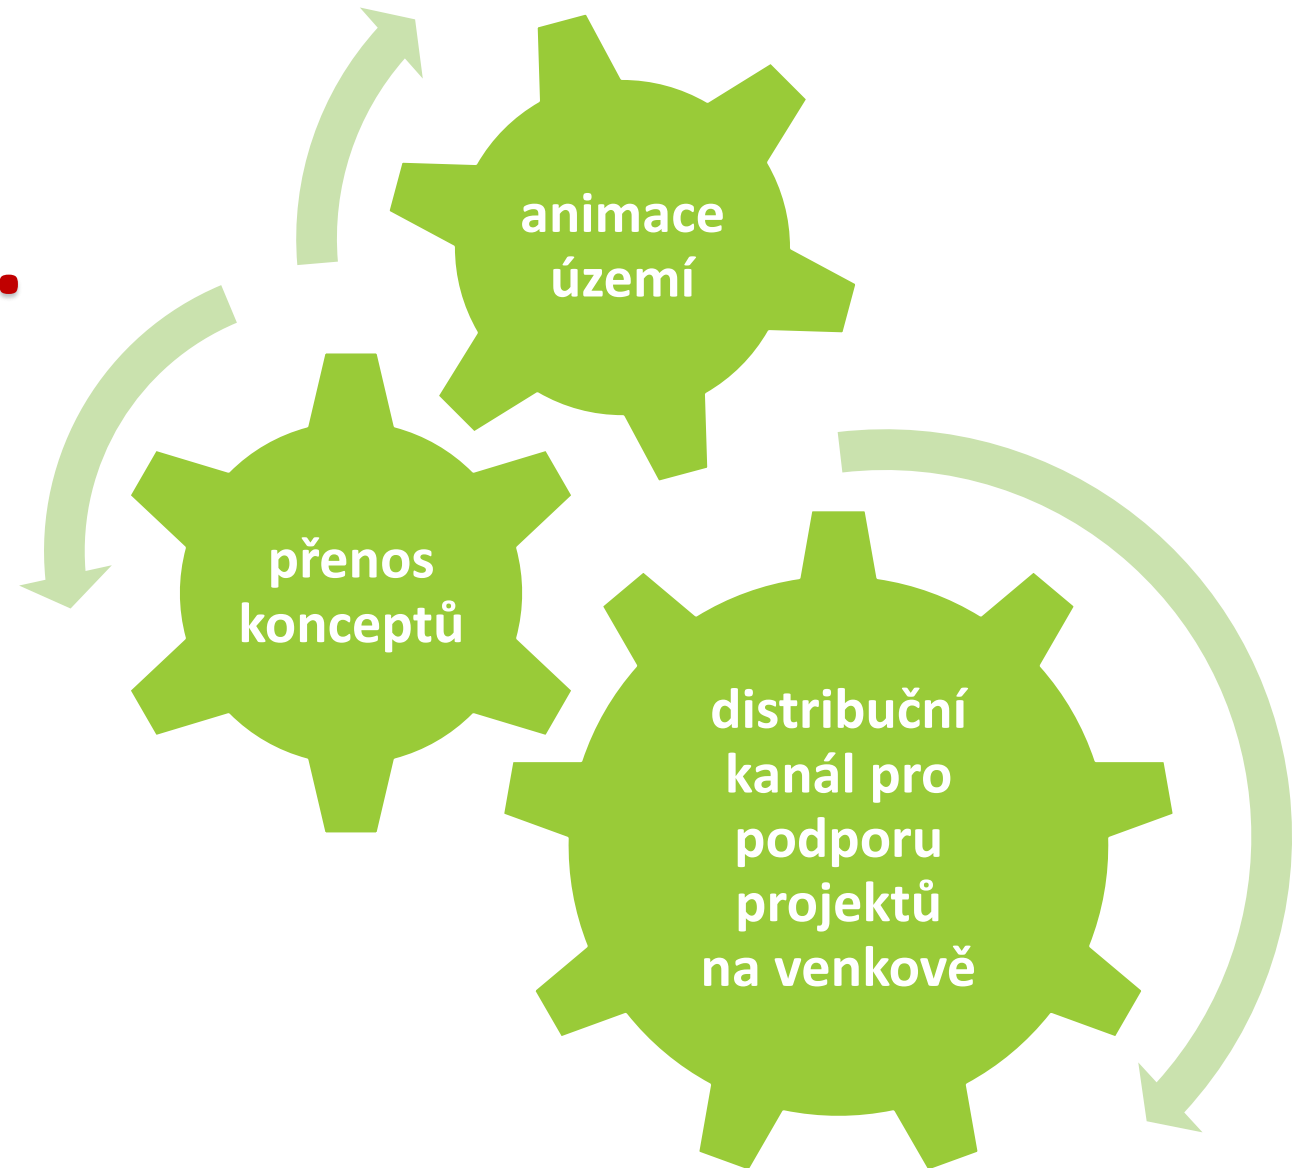 animace
území
přenos
konceptů
distribuční
kanál pro
podporu
projektů
na venkově